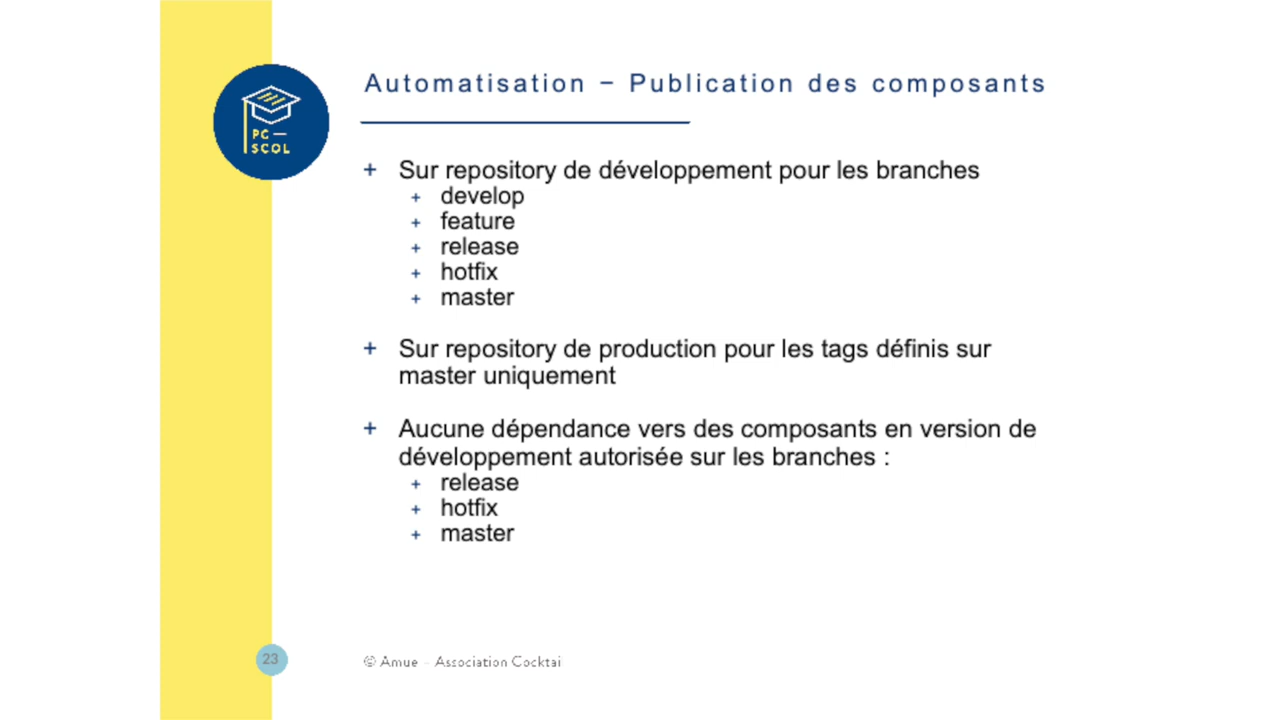 Automatisation – Publication des composants
PC —
SCOL
+ Sur repository de développement pour les branches
+ develop
+ feature
+ release
+ hotfix
+ master
+ Sur repository de production pour les tags définis sur
master uniquement
+ Aucune dépendance vers des composants en version de
développement autorisée sur les branches :
+ release
+ hotfix
+ master
23
© Amue – Association Cocktai